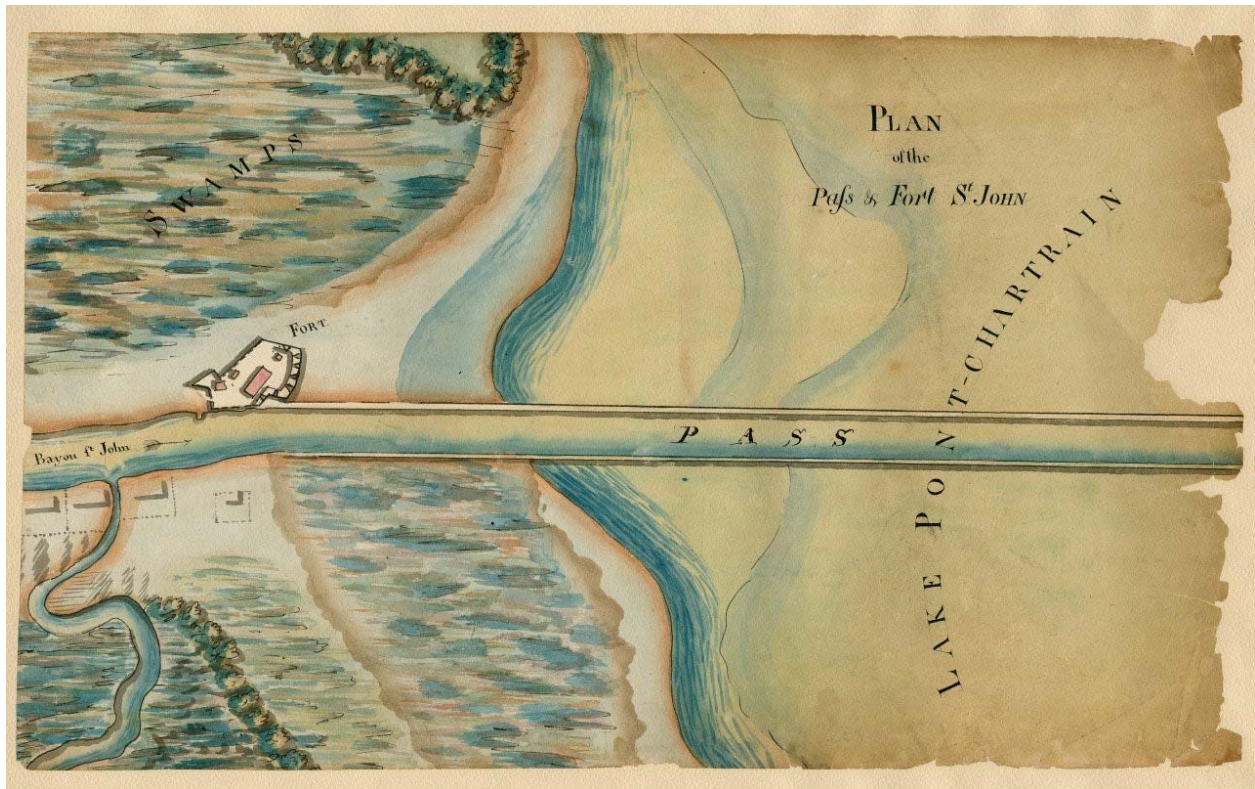 PLAN
of the
Pass & Fort St. JOHN
SWAMPS
FORT
LAKE PONT-CHARTRAIN
PASS
Bayou St. John